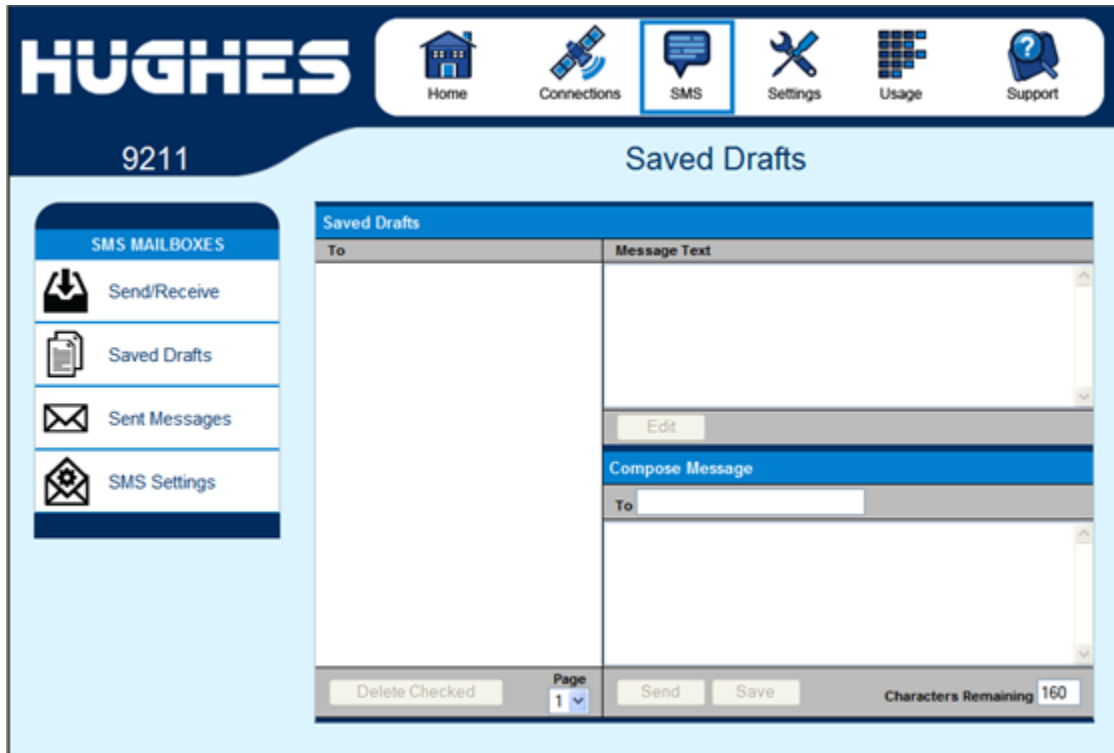 HUGHES
Home
Connections
SMS
Settings
Usage
Support
9211
Saved Drafts
SMS MAILBOXES
Send/Receive
Saved Drafts
Sent Messages
SMS Settings
Saved Drafts
To
Message Text
Edit
Compose Message
To
Delete Checked
Page
1
Send
Save
Characters Remaining 160